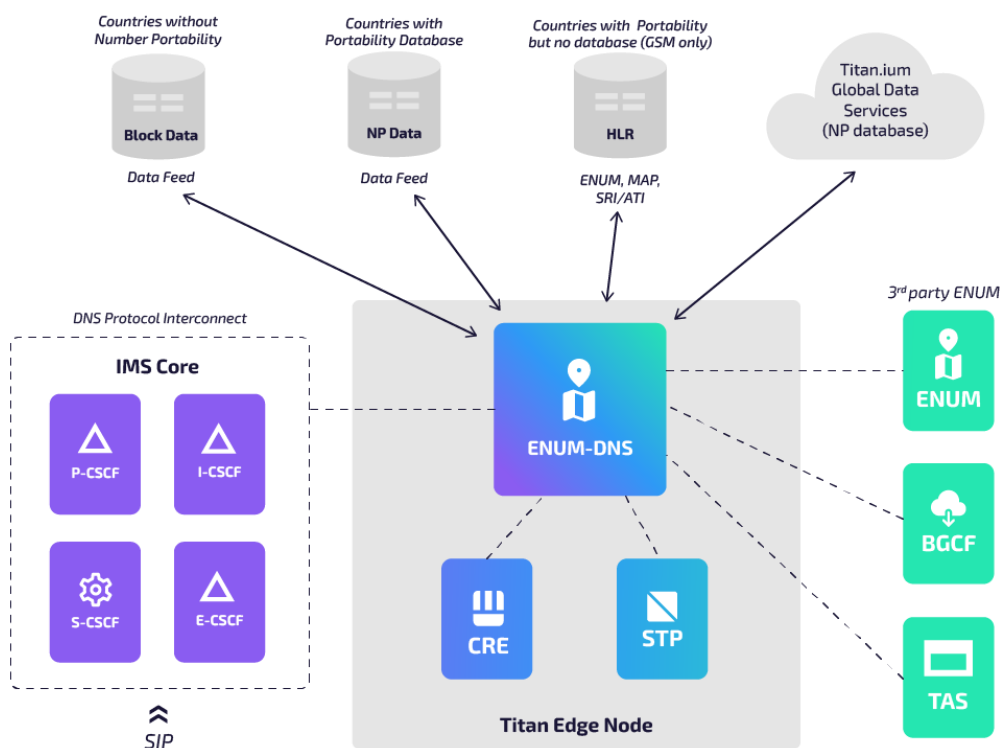 Countries without
Number Portability
Countries with
Portability Database
Countries with Portability
but no database (GSM only)
Titan.ium
Global Data
Services
(NP database)
Block Data
NP Data
HLR
Data Feed
Data Feed
ENUM, MAP,
SRI/ATI
3rd party ENUM
DNS Protocol Interconnect
IMS Core
P-CSCF
I-CSCF
S-CSCF
E-CSCF
SIP
ENUM-DNS
CRE
STP
Titan Edge Node
ENUM
BGCF
TAS